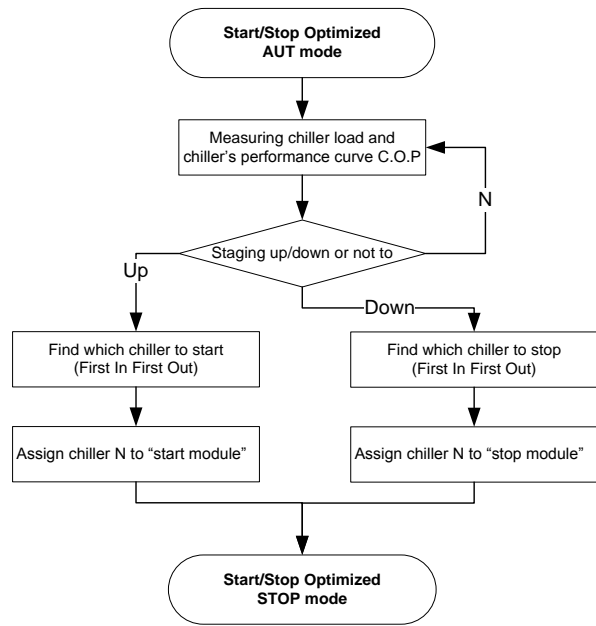 Start/Stop Optimized
AUT mode
Measuring chiller load and
chiller's performance curve C.O.P
N
Staging up/down or not to
Up
Down
Find which chiller to start
(First In First Out)
Find which chiller to stop
(First In First Out)
Assign chiller N to “start module”
Assign chiller N to “stop module”
Start/Stop Optimized
STOP mode